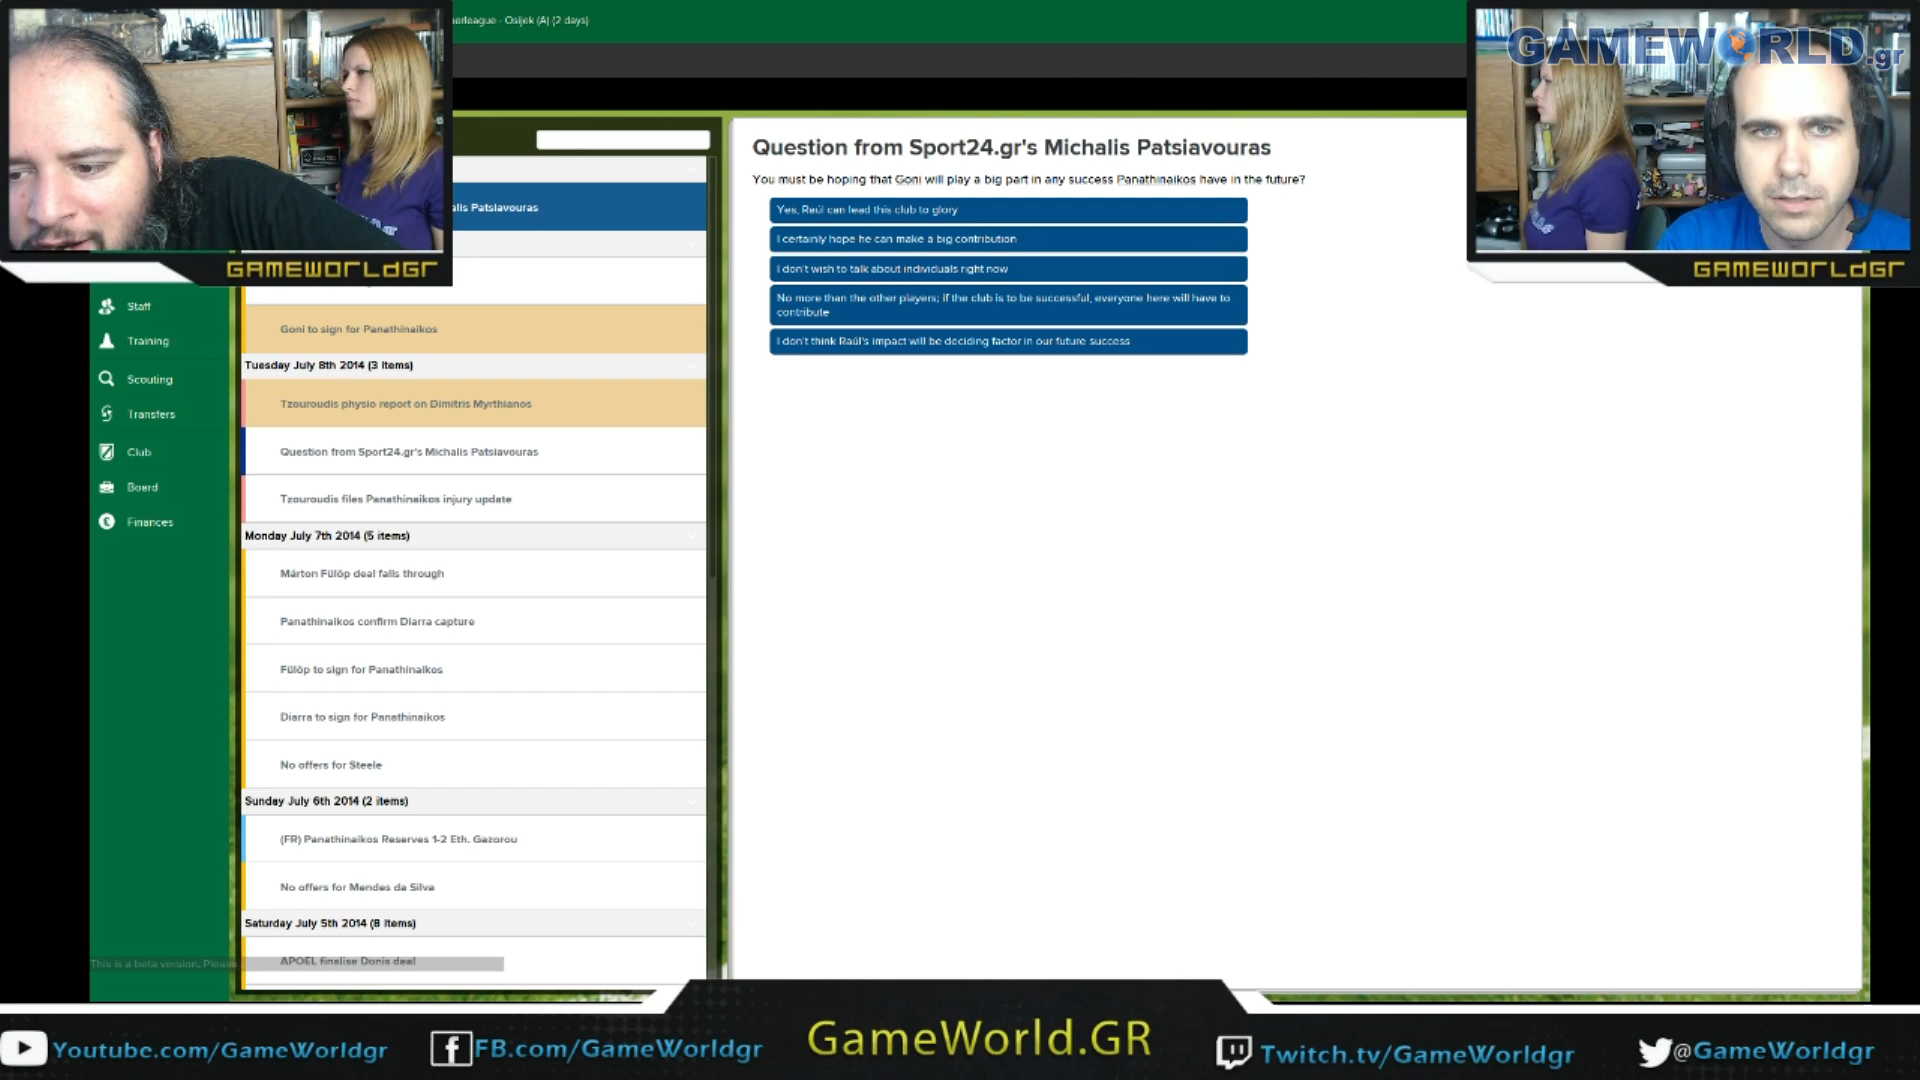 erleague - Osijek (A) (2 days)
GAMEWORLD.gr
GAMEWORLDGR
GAMEWORLDGR
Staff
Training
Scouting
Transfers
Club
Board
Finances
alis Patsiavouras
Goni to sign for Panathinaikos
Tuesday July 8th 2014 (3 items)
Tzouroudis physio report on Dimitris Myrthianos
Question from Sport24.gr's Michalis Patsiavouras
Tzouroudis files Panathinaikos injury update
Monday July 7th 2014 (5 items)
Márton Fülöp deal falls through
Panathinaikos confirm Diarra capture
Fülöp to sign for Panathinaikos
Diarra to sign for Panathinaikos
No offers for Steele
Sunday July 6th 2014 (2 items)
(FR) Panathinaikos Reserves 1-2 Eth. Gazorou
No offers for Mendes da Silva
Saturday July 5th 2014 (8 items)
APOEL finalise Donis deal
This is a beta version. Please
Question from Sport24.gr's Michalis Patsiavouras
You must be hoping that Goni will play a big part in any success Panathinaikos have in the future?
Yes, Raúl can lead this club to glory
I certainly hope he can make a big contribution
I don't wish to talk about individuals right now
No more than the other players; if the club is to be successful, everyone here will have to
contribute
I don't think Raúl's impact will be deciding factor in our future success
Youtube.com/GameWorldgr
FB.com/GameWorldgr
GameWorld.GR
Twitch.tv/GameWorldgr
@GameWorldgr